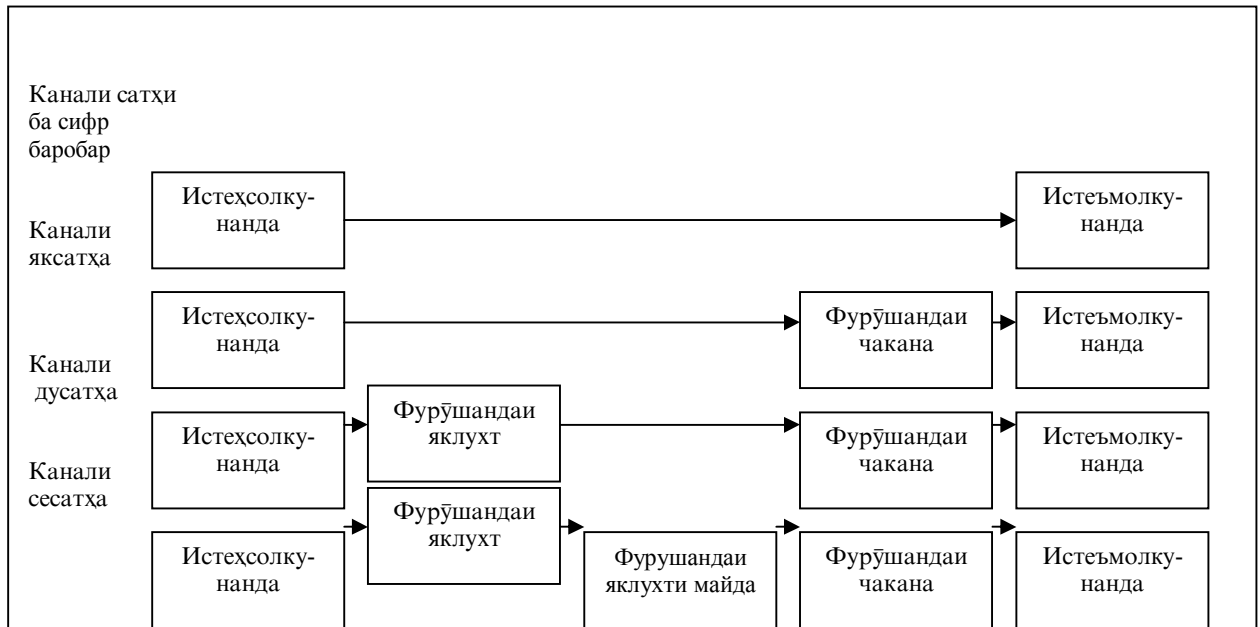 Канали сатҳи
ба сифр
баробар
Истеҳсолку-
нанда
Истеъмолку-
нанда
Канали
яксатҳа
Истеҳсолку-
нанда
Фурӯшандаи
чакана
Истеъмолку-
нанда
Канали
дусатҳа
Истеҳсолку-
нанда
Фурӯшандаи
яклухт
Фурӯшандаи
чакана
Истеъмолку-
нанда
Канали
сесатҳа
Истеҳсолку-
нанда
Фурӯшандаи
яклухт
Фурушандаи
яклухти майда
Фурӯшандаи
чакана
Истеъмолку-
нанда